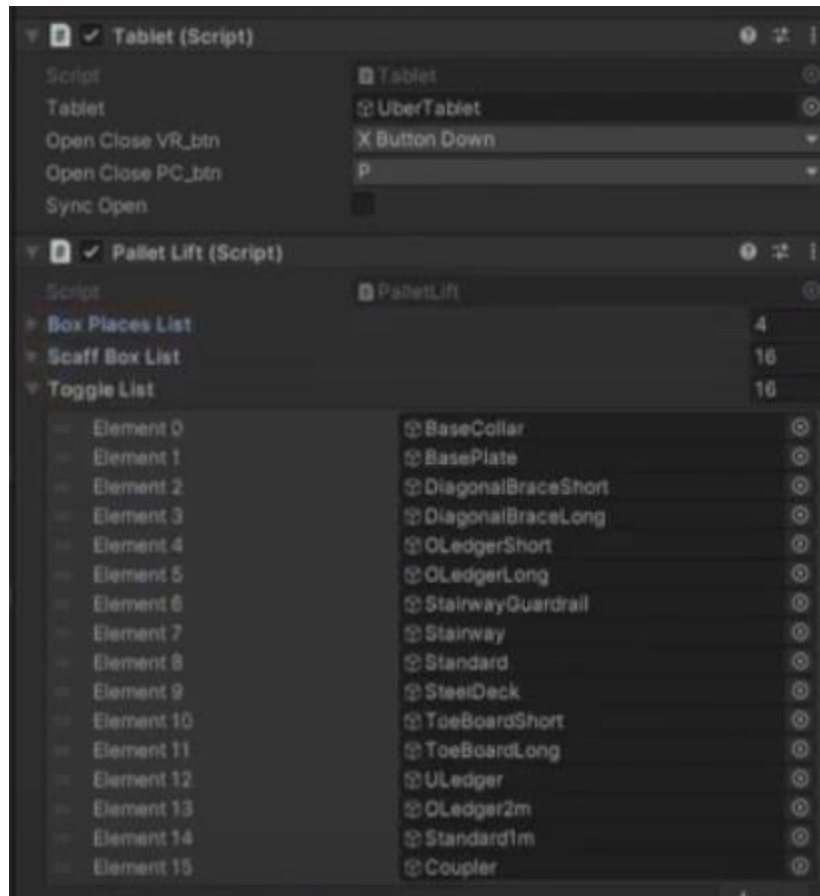 Tablet (Script)
Script Tablet
Tablet UberTablet
Open Close VR_btn X Button Down
Open Close PC_btn P
Sync Open
Pallet Lift (Script)
Script PalletLift
Box Places List 4
Scaff Box List 16
Toggle List 16
Element 0 BaseCollar
Element 1 BasePlate
Element 2 DiagonalBraceShort
Element 3 DiagonalBraceLong
Element 4 OLedgerShort
Element 5 OLedgerLong
Element 6 StairwayGuardrail
Element 7 Stairway
Element 8 Standard
Element 9 SteelDeck
Element 10 ToeBoardShort
Element 11 ToeBoardLong
Element 12 ULedger
Element 13 OLedger2m
Element 14 Standard1m
Element 15 Coupler